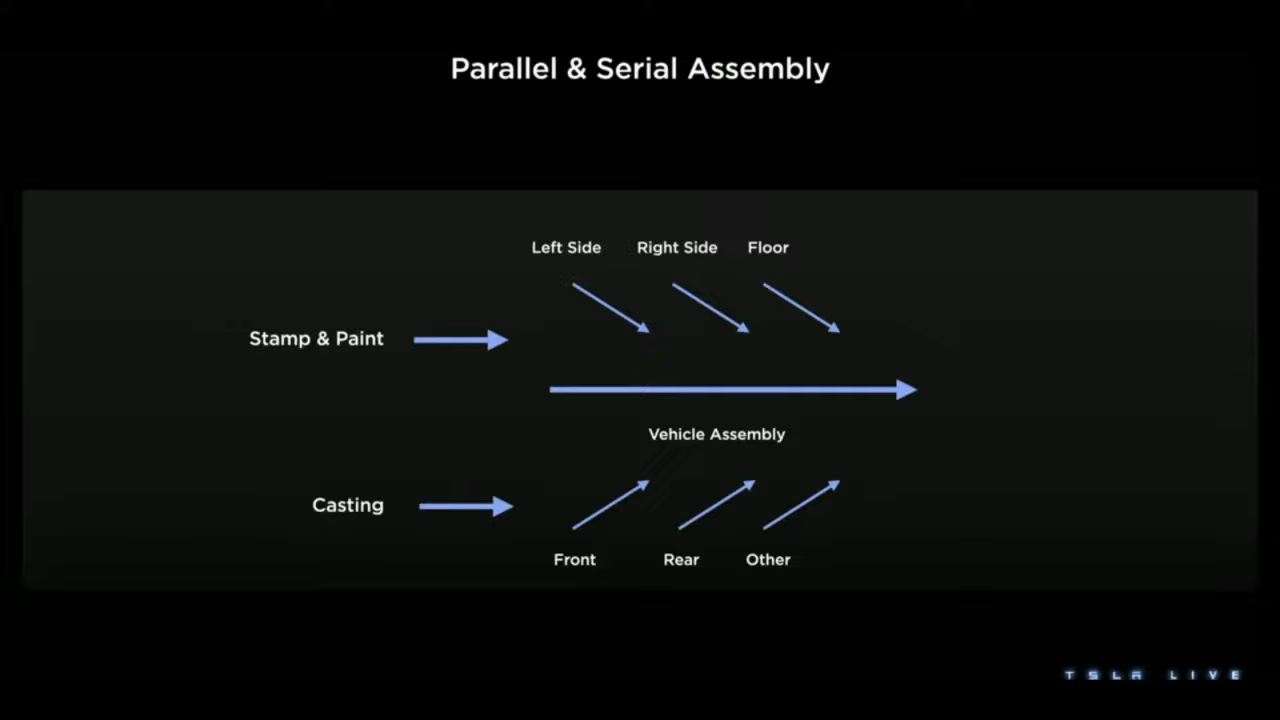 Parallel & Serial Assembly
Left Side
Right Side
Floor
Stamp & Paint
Vehicle Assembly
Casting
Front
Rear
Other
TSLA LIVE